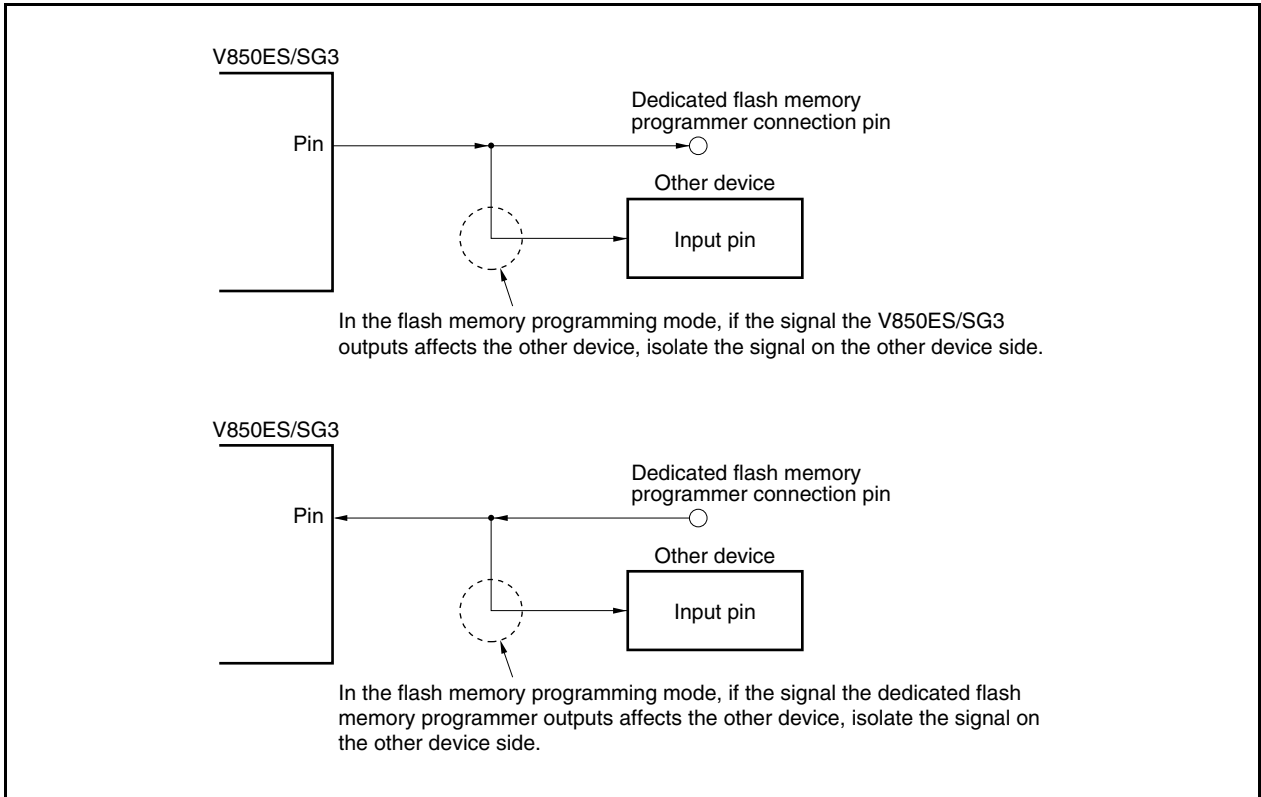 V850ES/SG3
Dedicated flash memory
programmer connection pin
Pin
Other device
Input pin
In the flash memory programming mode, if the signal the V850ES/SG3
outputs affects the other device, isolate the signal on the other device side.
V850ES/SG3
Dedicated flash memory
programmer connection pin
Pin
Other device
Input pin
In the flash memory programming mode, if the signal the dedicated flash
memory programmer outputs affects the other device, isolate the signal on
the other device side.